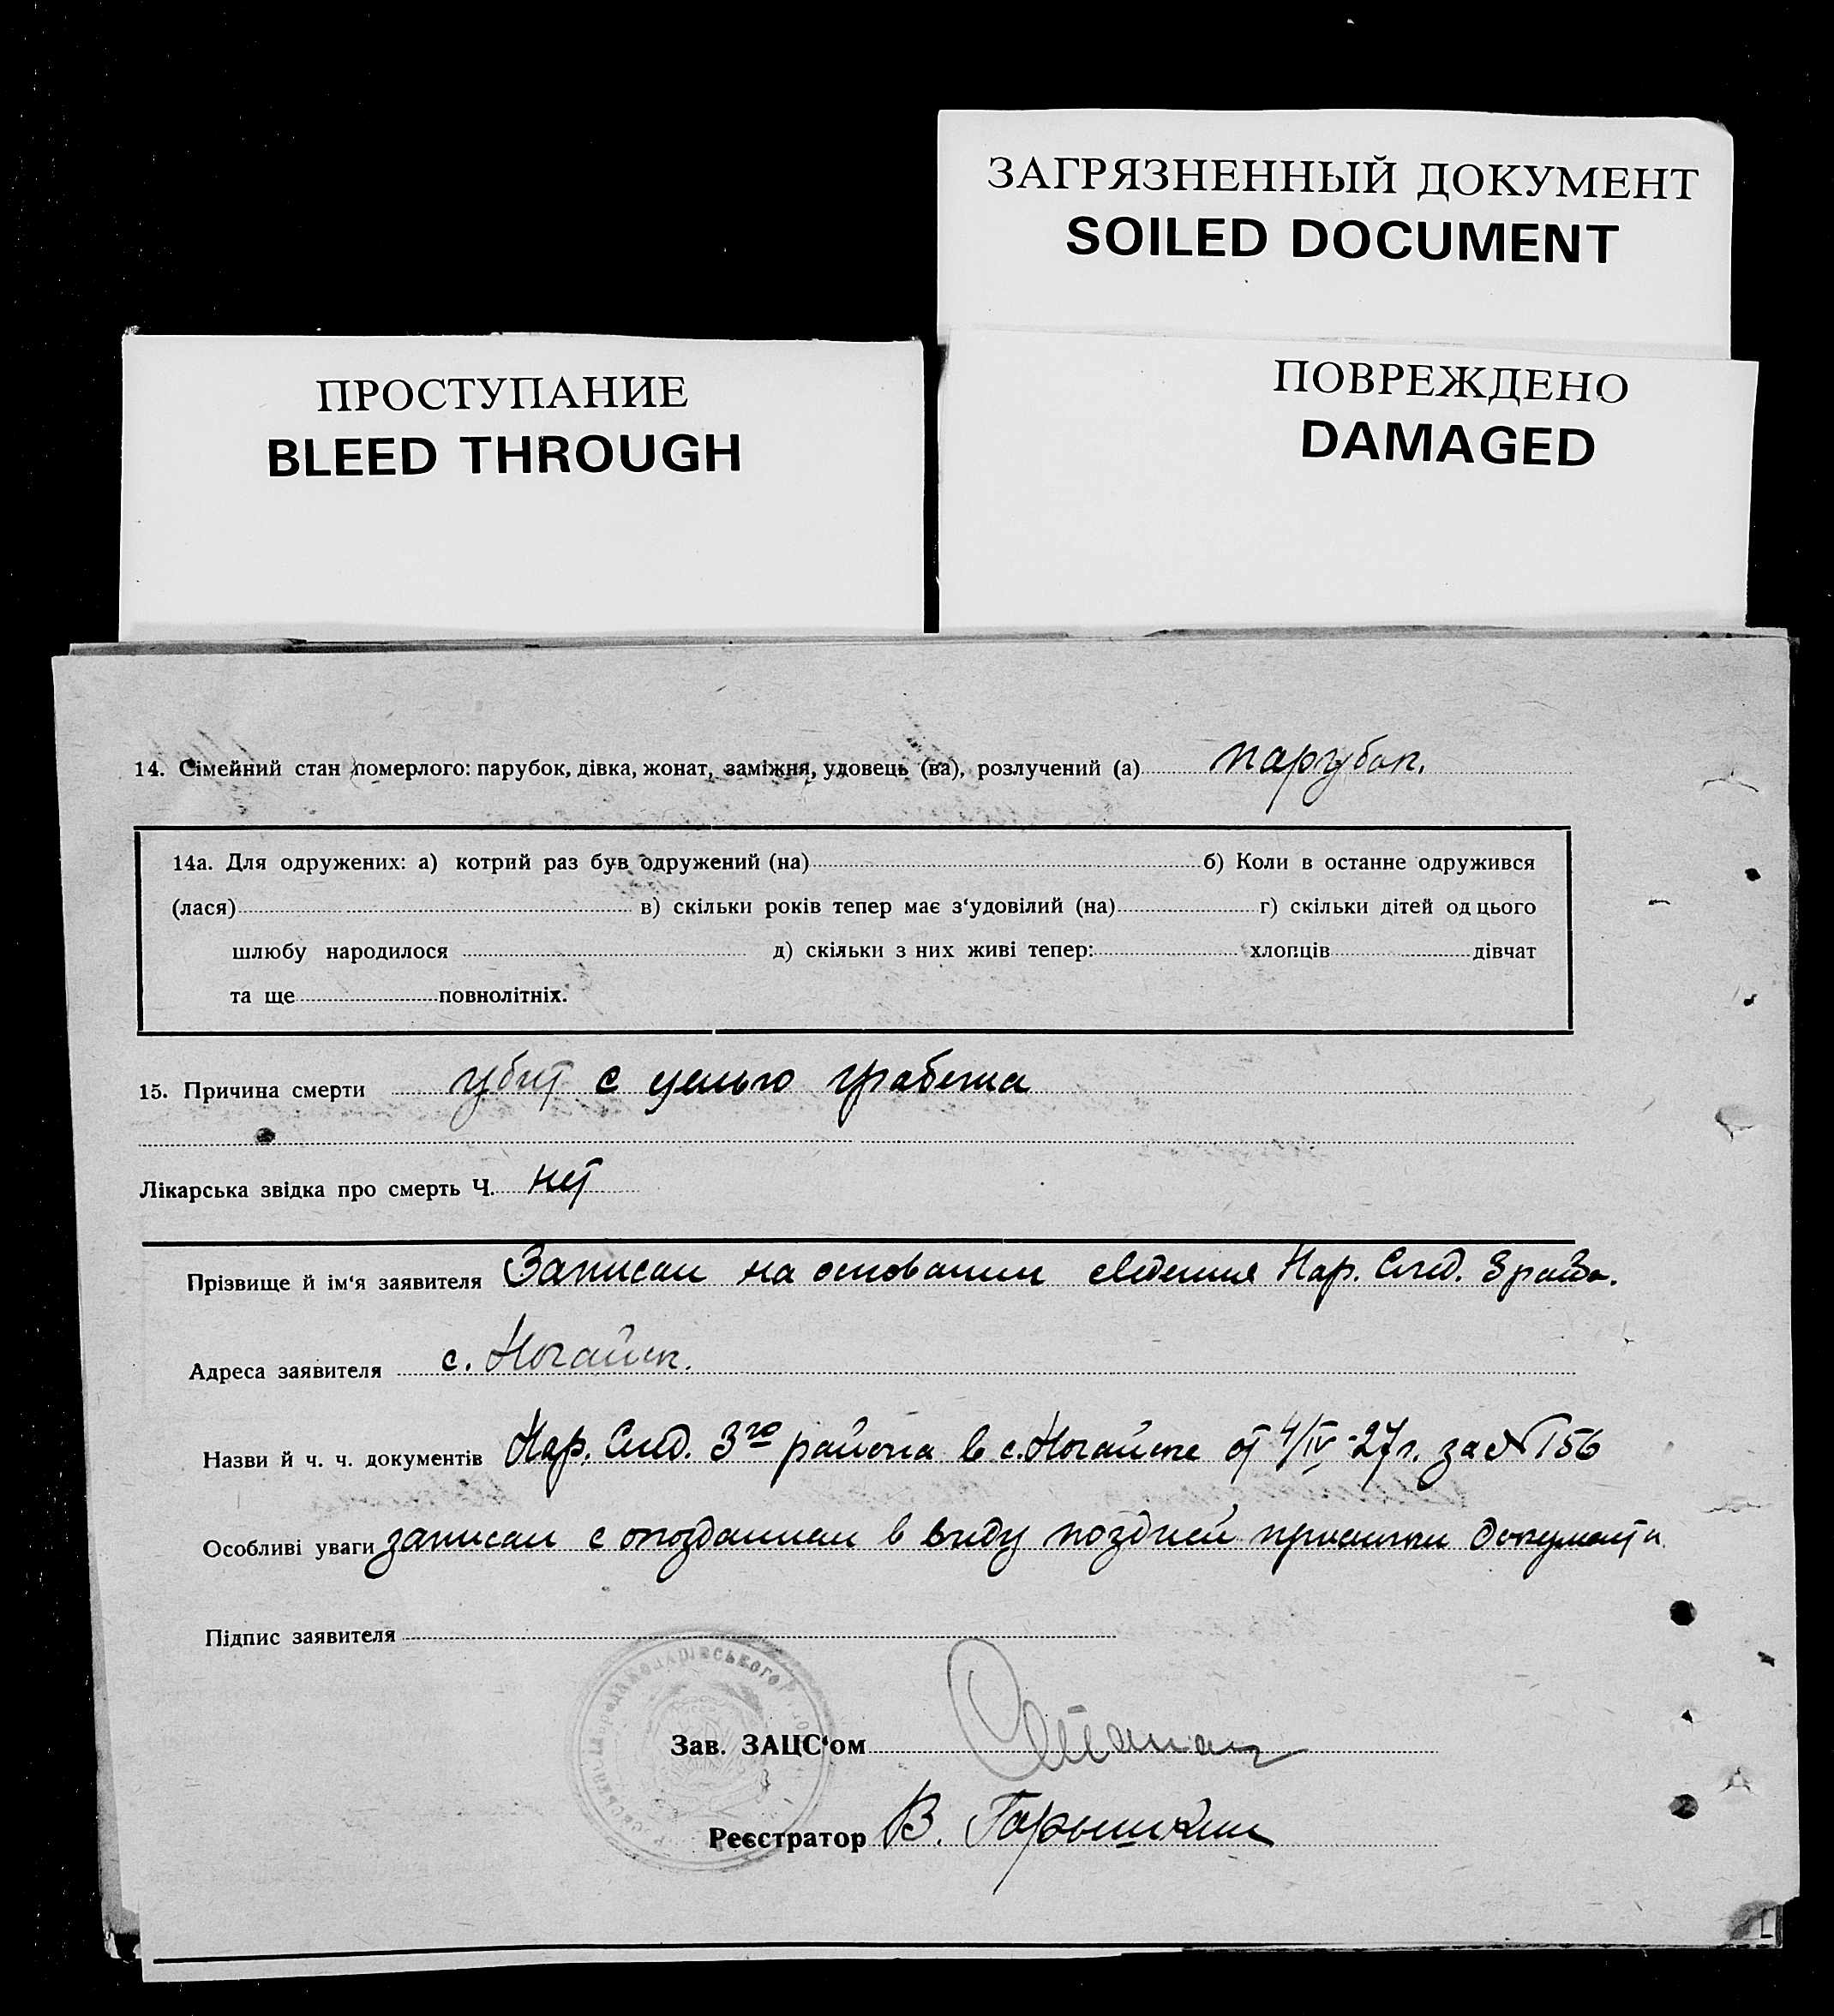 ЗАГРЯЗНЕННЫЙ ДОКУМЕНТ
SOILED DOCUMENT
ПРОСТУПАНИЕ
BLEED THROUGH
ПОВРЕЖДЕНО
DAMAGED
14. Сімейний стан померлого: парубок, дівка, жонат, заміжня, удовець (ва), розлучений (а) парубок.
14а. Для одружених: а) котрий раз був одружений (на) б) Коли в останне одружився
(лася) в) скільки років тепер має з'удовілий (на) г) скільки дітей од цього
шлюбу народилося д) скільки з них живі тепер: хлопців дівчат
та ще повнолітніх.
15. Причина смерти убит с целью грабежа
Лікарська звідка про смерть Ч. нет
Прізвище й ім'я заявителя Записан на основании сведения Нар. След. 3 района.
Адреса заявителя с. Ногайск.
Назви й ч. ч. документів Нар. След. 3го района в с. Ногайске от 4/IV-27 г. за № 156
Особливі уваги записан с опозданием в виду поздней присылки документа
Підпис заявителя
Зав. ЗАЦС'ом
Реєстратор В.